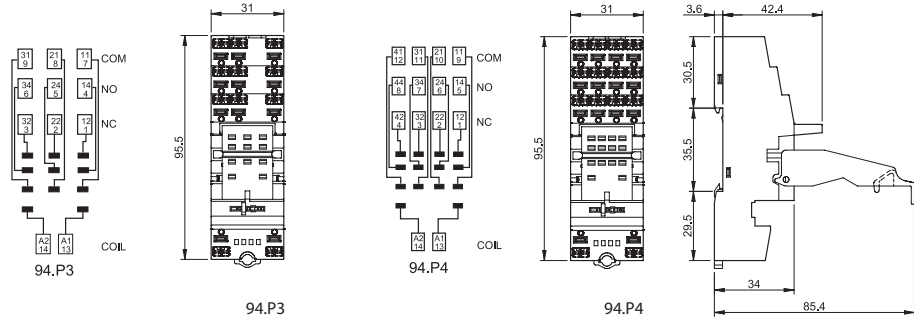 31 21 11
9 8 7
COM
34 24 14
6 5 4
NO
32 22 12
3 2 1
NC
A2 A1
14 13
COIL
94.P3
31
95.5
94.P3
41 31 21 11
12 11 10 9
COM
44 34 24 14
8 7 6 5
NO
42 32 22 12
4 3 2 1
NC
A2 A1
14 13
COIL
94.P4
31
95.5
94.P4
3.6
42.4
30.5
35.5
29.5
34
85.4